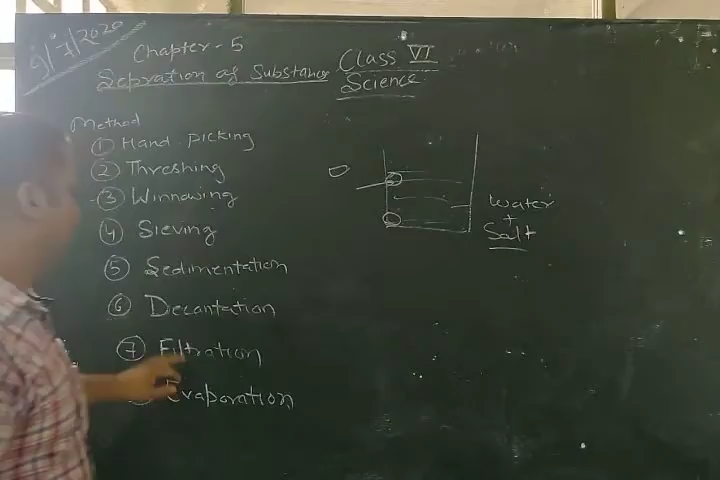 9/7/2020
Chapter - 5
Sepration of Substance
Class VI
Science
Method
① Hand picking
② Threshing
③ Winnowing
④ Sieving
⑤ Sedimentation
⑥ Decantation
⑦ Filtration
Evaporation
Water
+
Salt